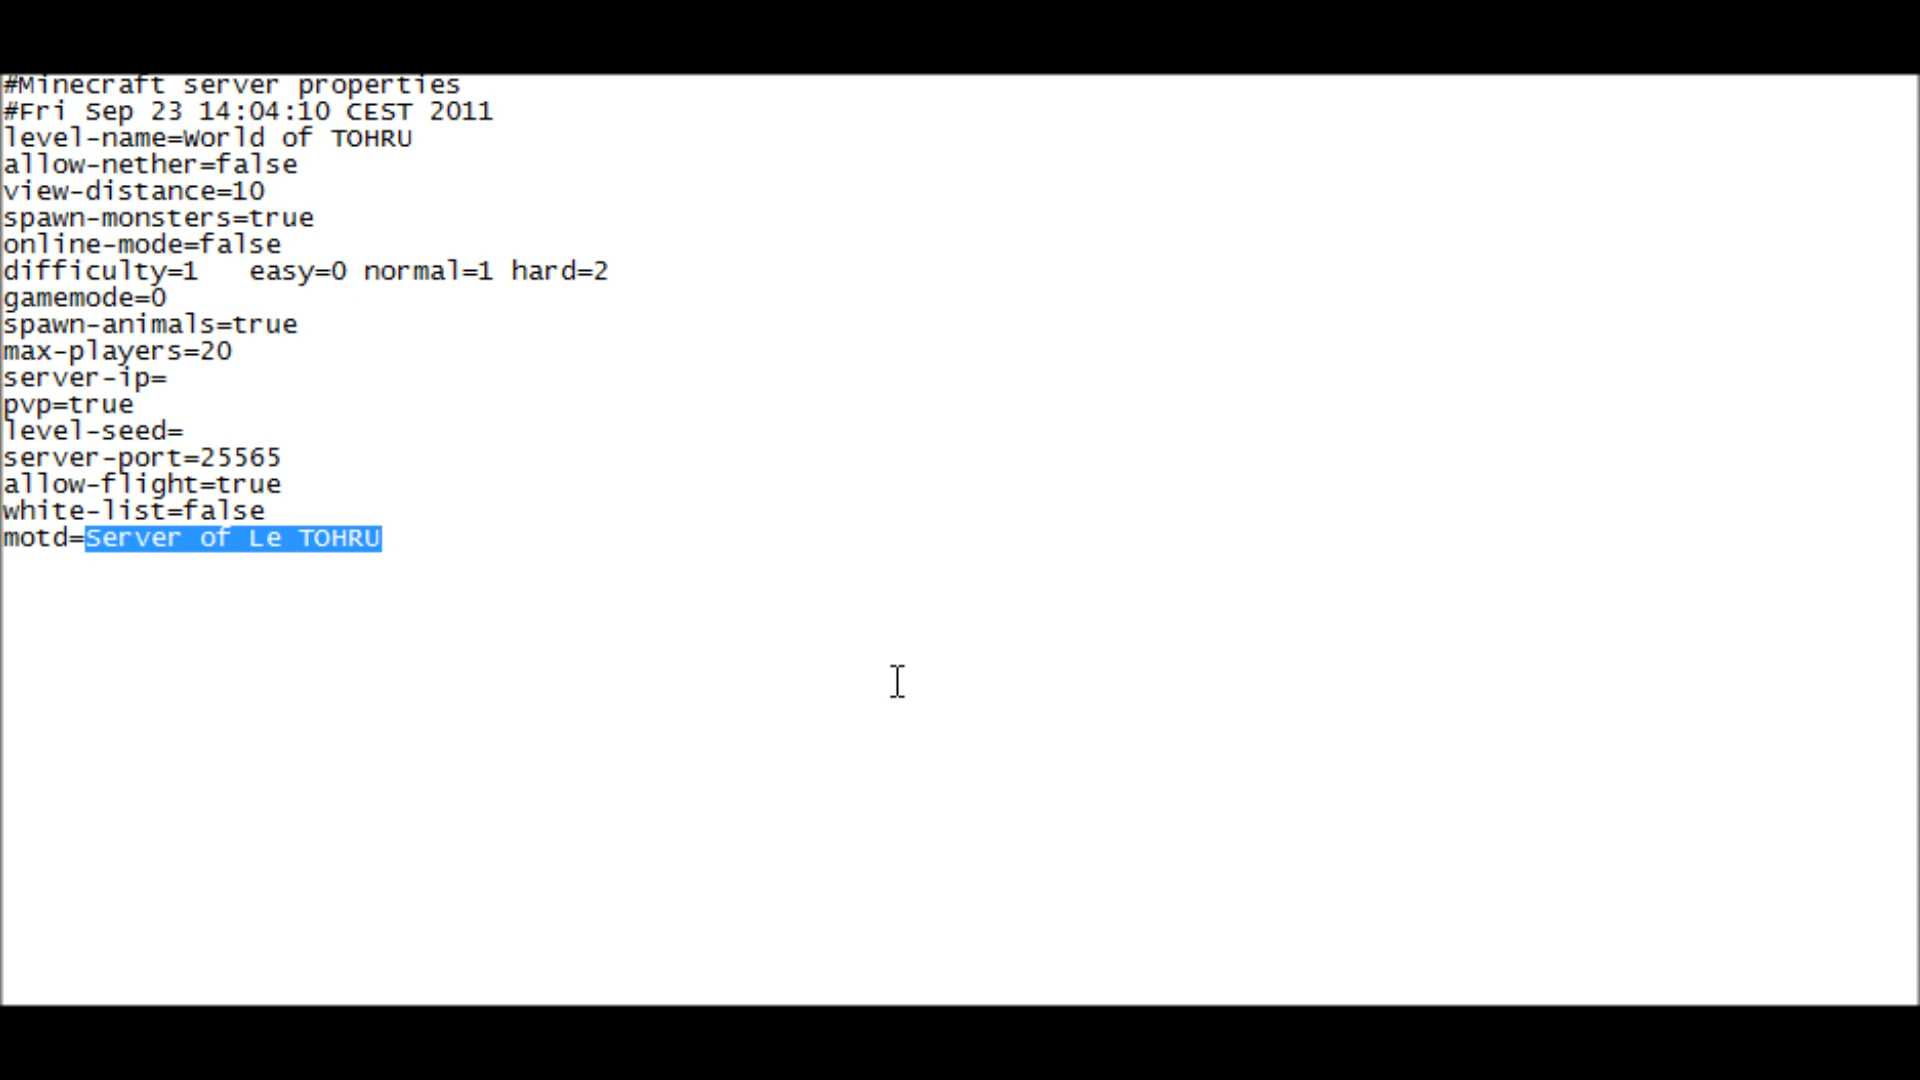 #Minecraft server properties
#Fri Sep 23 14:04:10 CEST 2011
level-name=World of TOHRU
allow-nether=false
view-distance=10
spawn-monsters=true
online-mode=false
difficulty=1   easy=0 normal=1 hard=2
gamemode=0
spawn-animals=true
max-players=20
server-ip=
pvp=true
level-seed=
server-port=25565
allow-flight=true
white-list=false
motd=Server of Le TOHRU